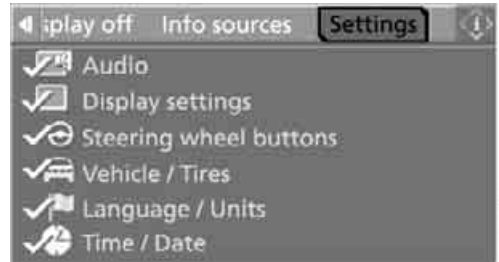 splay off Info sources Settings
Audio
Display settings
Steering wheel buttons
Vehicle / Tires
Language / Units
Time / Date